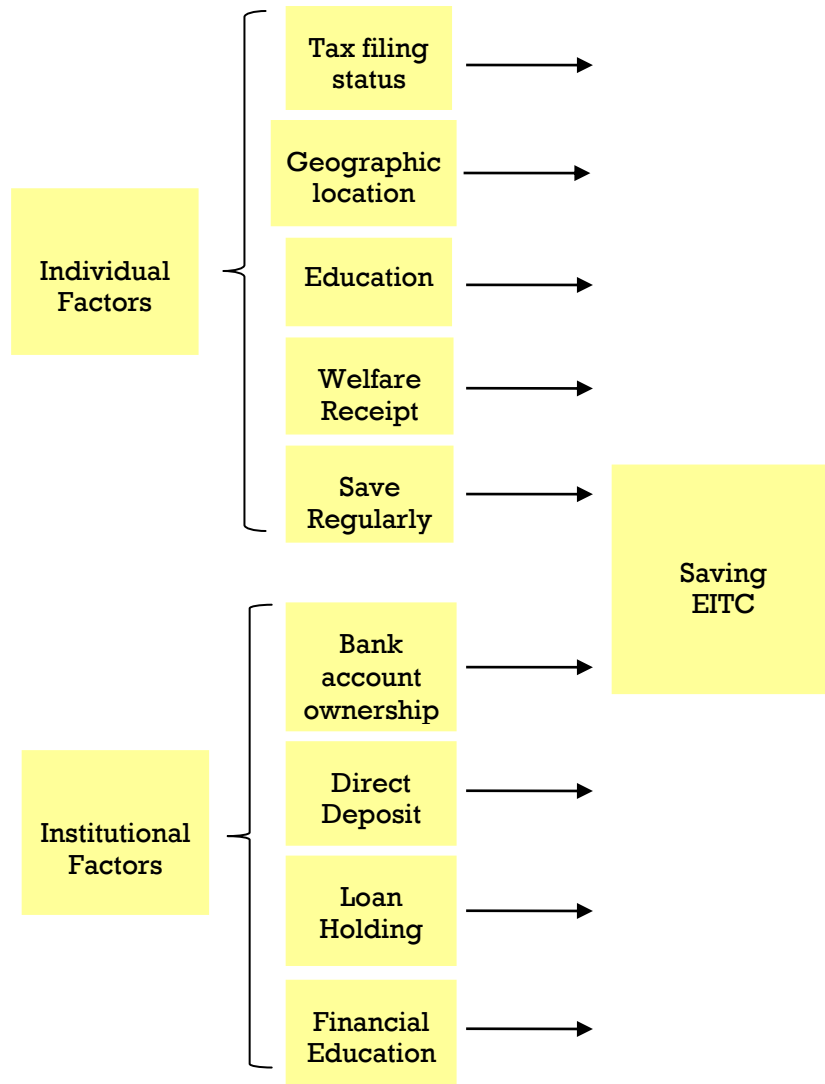 Tax filing
status
Geographic
location
Individual
Factors
Education
Welfare
Receipt
Save
Regularly
Saving
EITC
Bank
account
ownership
Institutional
Factors
Direct
Deposit
Loan
Holding
Financial
Education